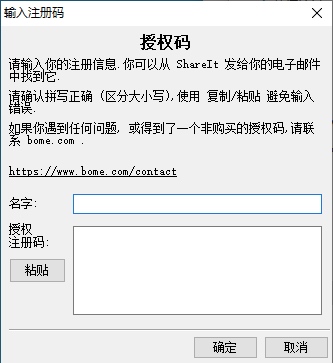 输入注册码
授权码
请输入你的注册信息.你可以从 ShareIt 发给你的电子邮件
中找到它.
请确认拼写正确 (区分大小写),使用 复制/粘贴 避免输入
错误.
如果你遇到任何问题, 或得到了一个非购买的授权码,请联
系 bome.com .
https://www.bome.com/contact
名字:
授权
注册码:
粘贴
确定
取消